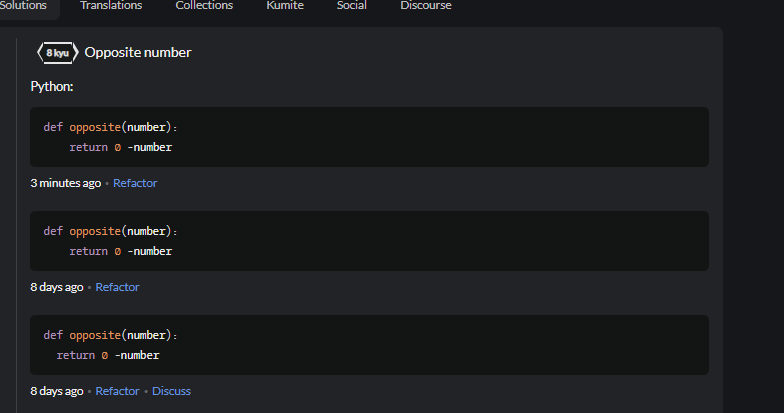 Solutions Translations Collections Kumite Social Discourse
8 kyu Opposite number
Python:
def opposite(number):
    return 0 -number
3 minutes ago • Refactor
def opposite(number):
    return 0 -number
8 days ago • Refactor
def opposite(number):
  return 0 -number
8 days ago • Refactor • Discuss